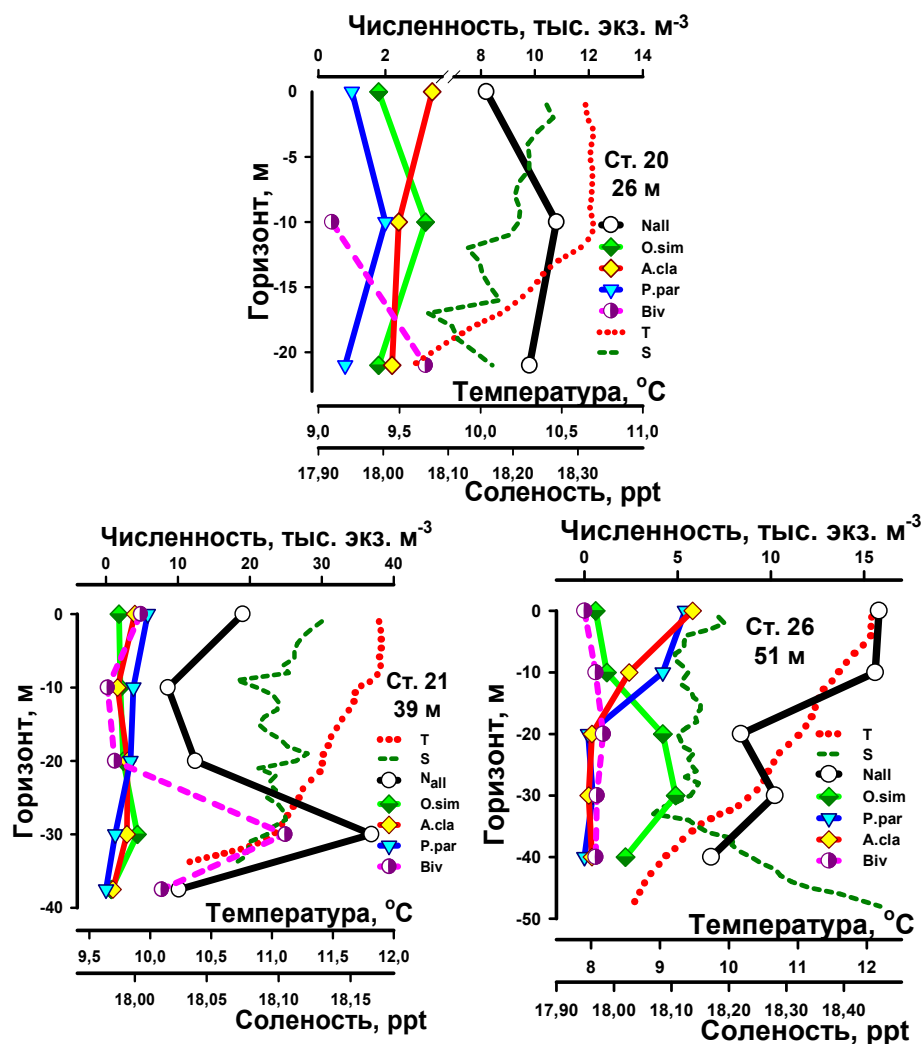 Численность, тыс. экз. м-3
0 2 8 10 12 14
0
-5
-10
-15
-20
Горизонт, м
Ст. 20
26 м
Nall
O.sim
A.cla
P.par
Biv
T
S
Температура, oC
9,0 9,5 10,0 10,5 11,0
17,90 18,00 18,10 18,20 18,30
Соленость, ppt
Численность, тыс. экз. м-3
0 10 20 30 40
0
-10
-20
-30
-40
Горизонт, м
Ст. 21
39 м
T
S
Nall
O.sim
A.cla
P.par
Biv
Температура, oC
9,5 10,0 10,5 11,0 11,5 12,0
18,00 18,05 18,10 18,15
Соленость, ppt
Численность, тыс. экз. м-3
0 5 10 15
0
-10
-20
-30
-40
-50
Горизонт, м
Ст. 26
51 м
T
S
Nall
O.sim
P.par
A.cla
Biv
Температура, oC
8 9 10 11 12
17,90 18,00 18,10 18,20 18,30 18,40
Соленость, ppt